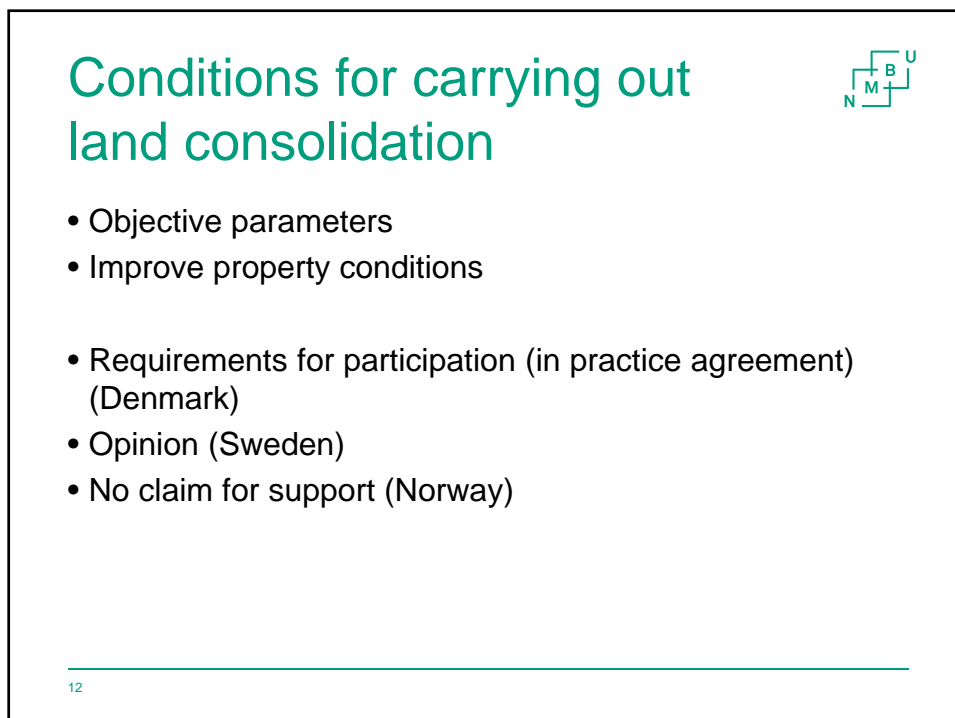 Conditions for carrying out
land consolidation
N
M
B
U
• Objective parameters
• Improve property conditions
• Requirements for participation (in practice agreement)
(Denmark)
• Opinion (Sweden)
• No claim for support (Norway)
12